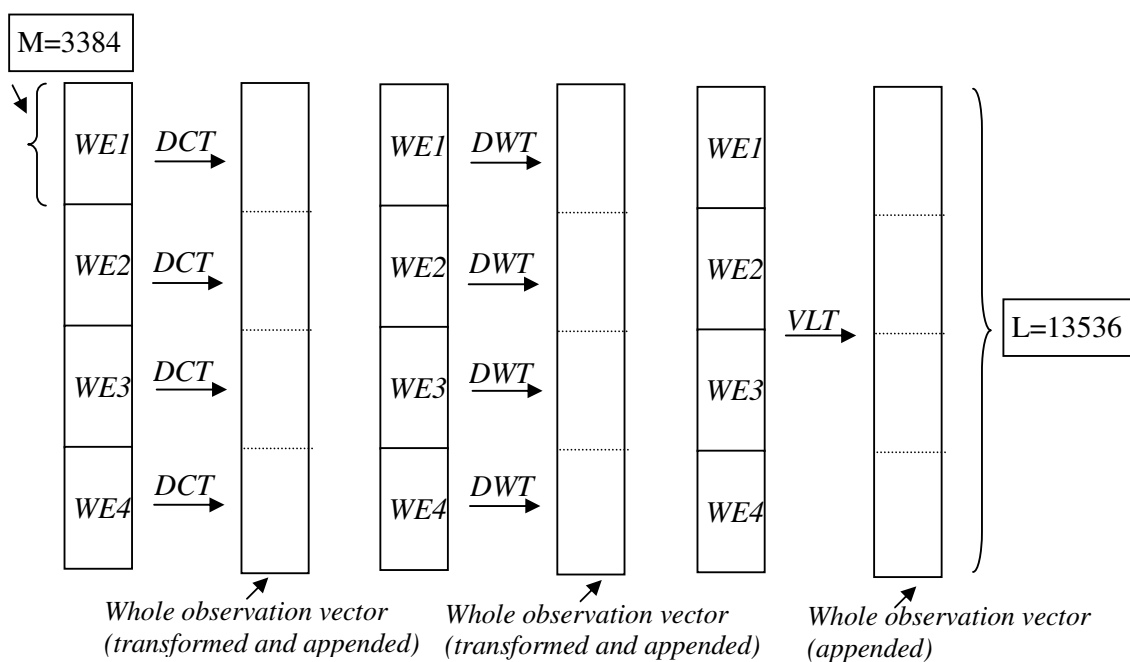 M=3384
WE1 DCT WE1 DWT WE1
WE2 DCT WE2 DWT WE2
VLT L=13536
WE3 DCT WE3 DWT WE3
WE4 DCT WE4 DWT WE4
Whole observation vector
(transformed and appended)
Whole observation vector
(transformed and appended)
Whole observation vector
(appended)